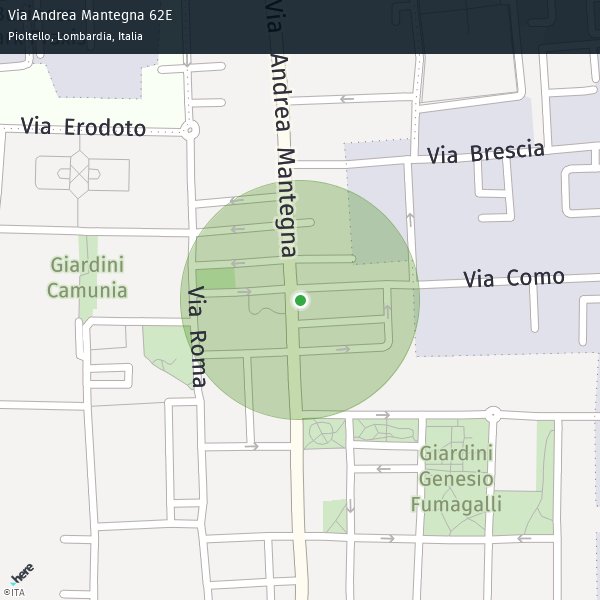 Via Andrea Mantegna 62E
Pioltello, Lombardia, Italia
Via Andrea Mantegna
Via Erodoto
Via Brescia
Giardini
Camunia
Via Como
Via Roma
Giardini
Genesio
Fumagalli
here
©ITA